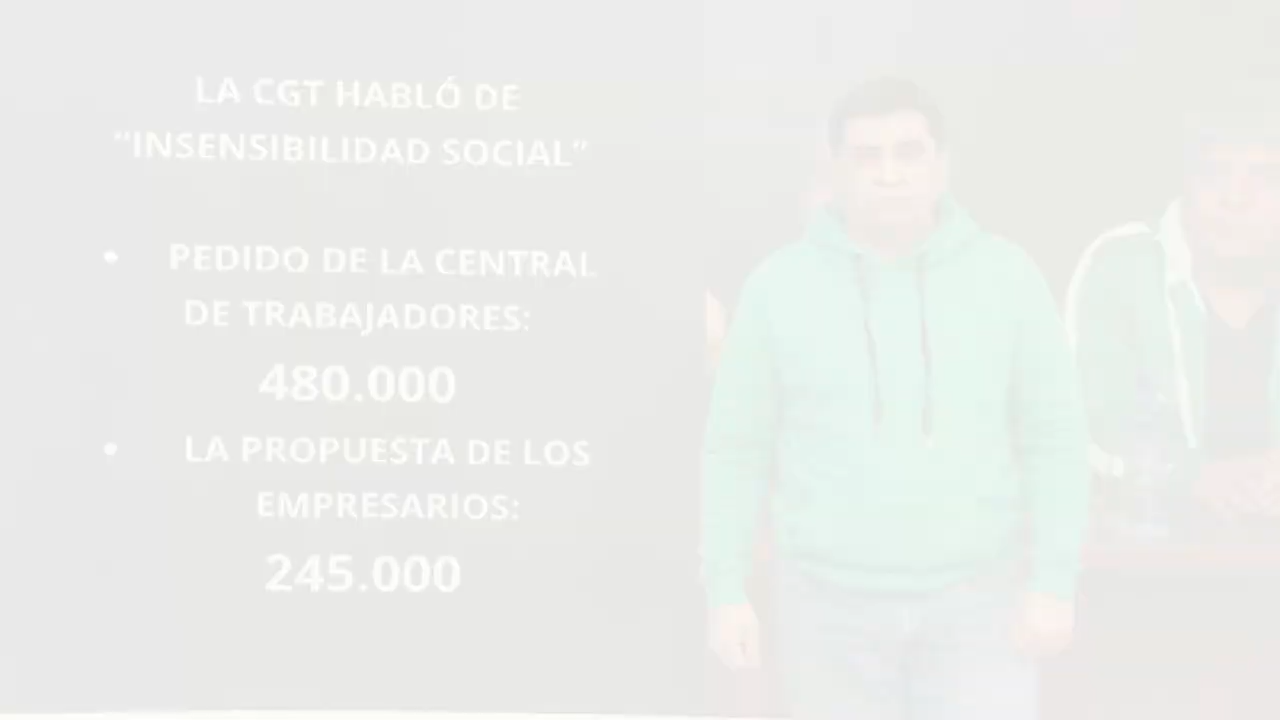 LA CGT HABLÓ DE
“INSENSIBILIDAD SOCIAL”
• PEDIDO DE LA CENTRAL
DE TRABAJADORES:
480.000
• LA PROPUESTA DE LOS
EMPRESARIOS:
245.000